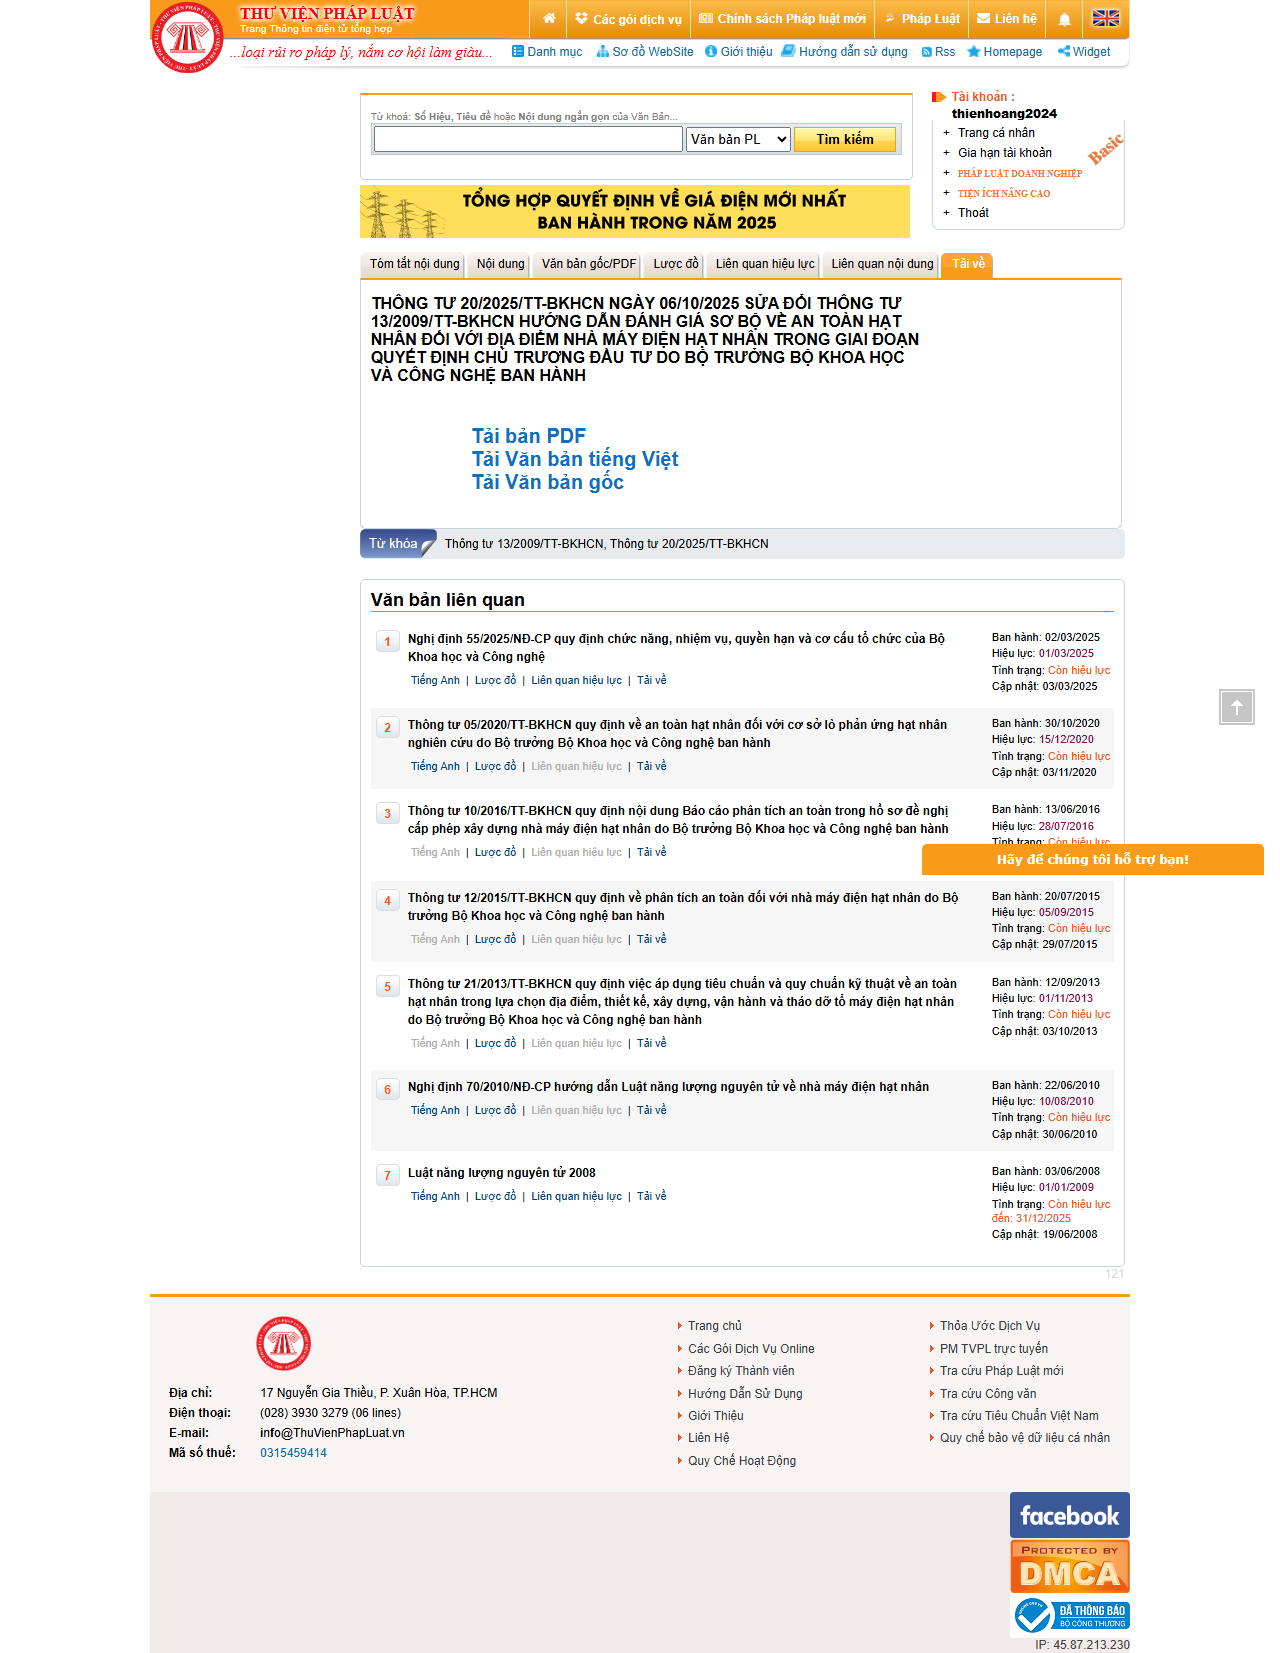 THƯ VIỆN PHÁP LUẬT
Trang Thông tin điện tử tổng hợp
Các gói dịch vụ
Chính sách Pháp luật mới
Pháp Luật
Liên hệ
...loại rủi ro pháp lý, nắm cơ hội làm giàu...
Danh mục
Sơ đồ WebSite
Giới thiệu
Hướng dẫn sử dụng
Rss
Homepage
Widget
Từ khoá: Số Hiệu, Tiêu đề hoặc Nội dung ngắn gọn của Văn Bản...
Văn bản PL
Tìm kiếm
Tài khoản :
thienhoang2024
+ Trang cá nhân
+ Gia hạn tài khoản
+ PHÁP LUẬT DOANH NGHIỆP
+ TIỆN ÍCH NÂNG CAO
+ Thoát
Basic
TỔNG HỢP QUYẾT ĐỊNH VỀ GIÁ ĐIỆN MỚI NHẤT
BAN HÀNH TRONG NĂM 2025
Tóm tắt nội dung
Nội dung
Văn bản gốc/PDF
Lược đồ
Liên quan hiệu lực
Liên quan nội dung
Tải về
THÔNG TƯ 20/2025/TT-BKHCN NGÀY 06/10/2025 SỬA ĐỔI THÔNG TƯ
13/2009/TT-BKHCN HƯỚNG DẪN ĐÁNH GIÁ SƠ BỘ VỀ AN TOÀN HẠT
NHÂN ĐỐI VỚI ĐỊA ĐIỂM NHÀ MÁY ĐIỆN HẠT NHÂN TRONG GIAI ĐOẠN
QUYẾT ĐỊNH CHỦ TRƯƠNG ĐẦU TƯ DO BỘ TRƯỞNG BỘ KHOA HỌC
VÀ CÔNG NGHỆ BAN HÀNH
Tải bản PDF
Tải Văn bản tiếng Việt
Tải Văn bản gốc
Từ khóa
Thông tư 13/2009/TT-BKHCN, Thông tư 20/2025/TT-BKHCN
Văn bản liên quan
1
Nghị định 55/2025/NĐ-CP quy định chức năng, nhiệm vụ, quyền hạn và cơ cấu tổ chức của Bộ
Khoa học và Công nghệ
Tiếng Anh | Lược đồ | Liên quan hiệu lực | Tải về
Ban hành: 02/03/2025
Hiệu lực: 01/03/2025
Tình trạng: Còn hiệu lực
Cập nhật: 03/03/2025
2
Thông tư 05/2020/TT-BKHCN quy định về an toàn hạt nhân đối với cơ sở lò phản ứng hạt nhân
nghiên cứu do Bộ trưởng Bộ Khoa học và Công nghệ ban hành
Tiếng Anh | Lược đồ | Liên quan hiệu lực | Tải về
Ban hành: 30/10/2020
Hiệu lực: 15/12/2020
Tình trạng: Còn hiệu lực
Cập nhật: 03/11/2020
3
Thông tư 10/2016/TT-BKHCN quy định nội dung Báo cáo phân tích an toàn trong hồ sơ đề nghị
cấp phép xây dựng nhà máy điện hạt nhân do Bộ trưởng Bộ Khoa học và Công nghệ ban hành
Tiếng Anh | Lược đồ | Liên quan hiệu lực | Tải về
Ban hành: 13/06/2016
Hiệu lực: 28/07/2016
Tình trạng: Còn hiệu lực
Hãy để chúng tôi hỗ trợ bạn!
4
Thông tư 12/2015/TT-BKHCN quy định về phân tích an toàn đối với nhà máy điện hạt nhân do Bộ
trưởng Bộ Khoa học và Công nghệ ban hành
Tiếng Anh | Lược đồ | Liên quan hiệu lực | Tải về
Ban hành: 20/07/2015
Hiệu lực: 05/09/2015
Tình trạng: Còn hiệu lực
Cập nhật: 29/07/2015
5
Thông tư 21/2013/TT-BKHCN quy định việc áp dụng tiêu chuẩn và quy chuẩn kỹ thuật về an toàn
hạt nhân trong lựa chọn địa điểm, thiết kế, xây dựng, vận hành và tháo dỡ tổ máy điện hạt nhân
do Bộ trưởng Bộ Khoa học và Công nghệ ban hành
Tiếng Anh | Lược đồ | Liên quan hiệu lực | Tải về
Ban hành: 12/09/2013
Hiệu lực: 01/11/2013
Tình trạng: Còn hiệu lực
Cập nhật: 03/10/2013
6
Nghị định 70/2010/NĐ-CP hướng dẫn Luật năng lượng nguyên tử về nhà máy điện hạt nhân
Tiếng Anh | Lược đồ | Liên quan hiệu lực | Tải về
Ban hành: 22/06/2010
Hiệu lực: 10/08/2010
Tình trạng: Còn hiệu lực
Cập nhật: 30/06/2010
7
Luật năng lượng nguyên tử 2008
Tiếng Anh | Lược đồ | Liên quan hiệu lực | Tải về
Ban hành: 03/06/2008
Hiệu lực: 01/01/2009
Tình trạng: Còn hiệu lực
đến: 31/12/2025
Cập nhật: 19/06/2008
121
Địa chỉ: 17 Nguyễn Gia Thiều, P. Xuân Hòa, TP.HCM
Điện thoại: (028) 3930 3279 (06 lines)
E-mail: info@ThuVienPhapLuat.vn
Mã số thuế: 0315459414
Trang chủ
Các Gói Dịch Vụ Online
Đăng ký Thành viên
Hướng Dẫn Sử Dụng
Giới Thiệu
Liên Hệ
Quy Chế Hoạt Động
Thỏa Ước Dịch Vụ
PM TVPL trực tuyến
Tra cứu Pháp Luật mới
Tra cứu Công văn
Tra cứu Tiêu Chuẩn Việt Nam
Quy chế bảo vệ dữ liệu cá nhân
facebook
PROTECTED BY
DMCA
ĐÃ THÔNG BÁO
BỘ CÔNG THƯƠNG
IP: 45.87.213.230